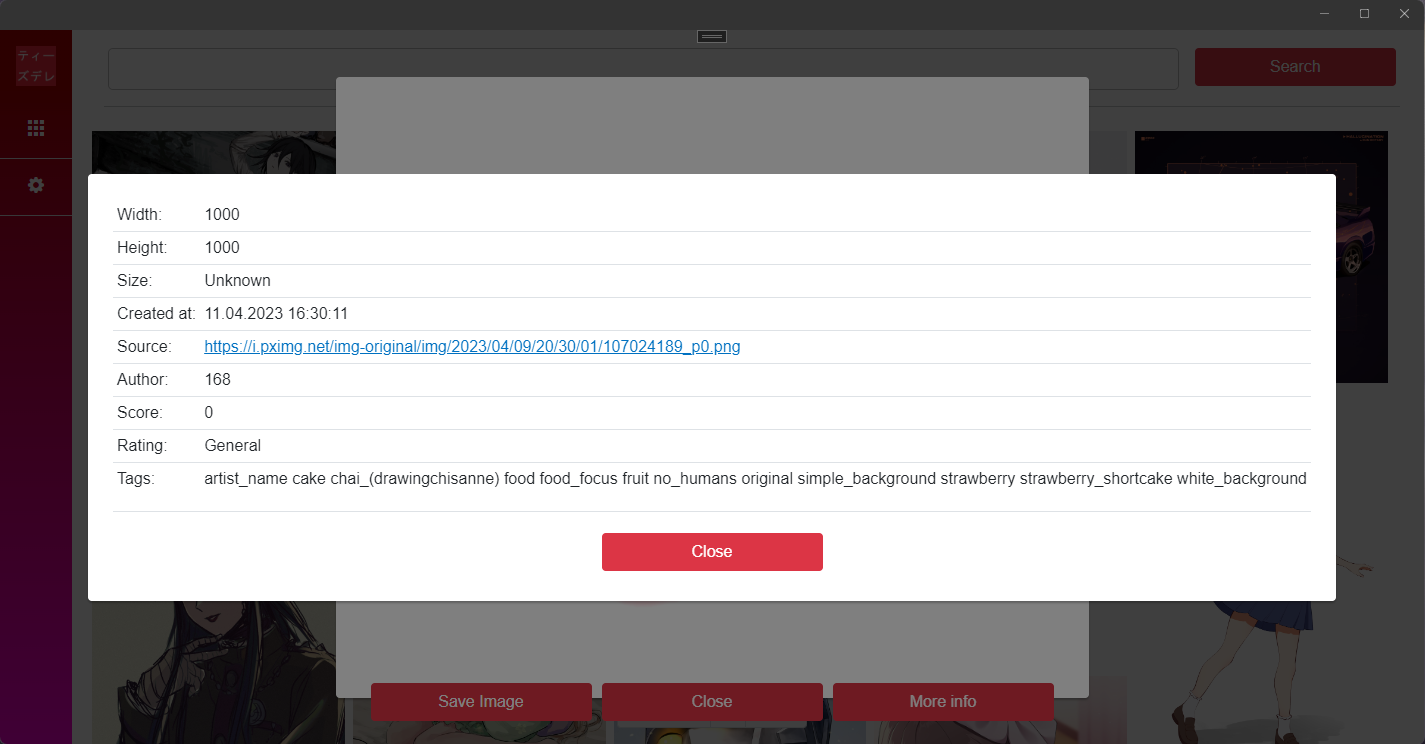 ティー
ズデレ
Search
Width: 1000
Height: 1000
Size: Unknown
Created at: 11.04.2023 16:30:11
Source: https://i.pximg.net/img-original/img/2023/04/09/20/30/01/107024189_p0.png
Author: 168
Score: 0
Rating: General
Tags: artist_name cake chai_(drawingchisanne) food food_focus fruit no_humans original simple_background strawberry strawberry_shortcake white_background
Close
Save Image Close More info